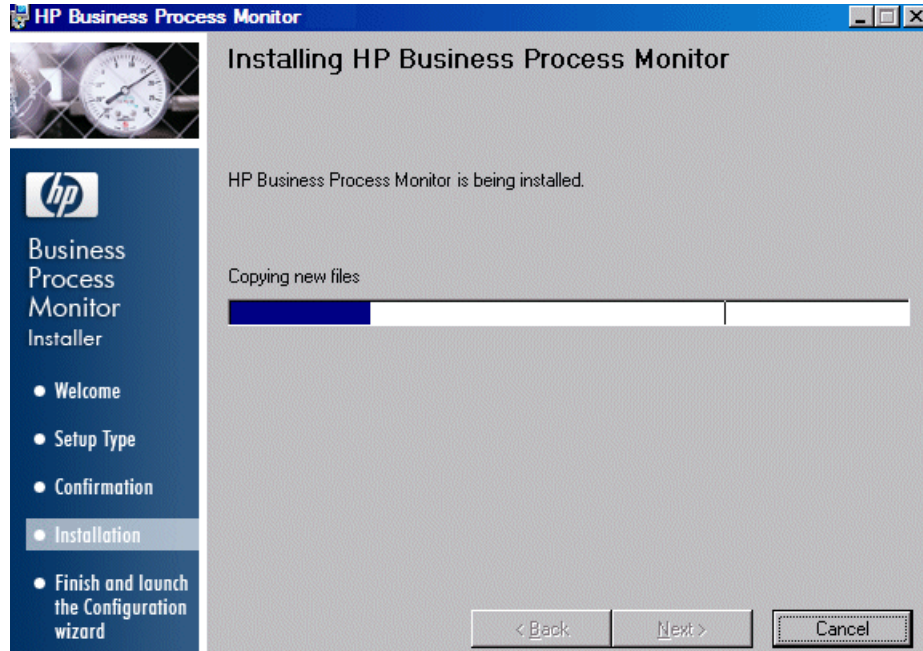 HP Business Process Monitor
Installing HP Business Process Monitor
HP Business Process Monitor is being installed.
Copying new files
hp
Business
Process
Monitor
Installer
Welcome
Setup Type
Confirmation
Installation
Finish and launch
the Configuration
wizard
< Back
Next >
Cancel